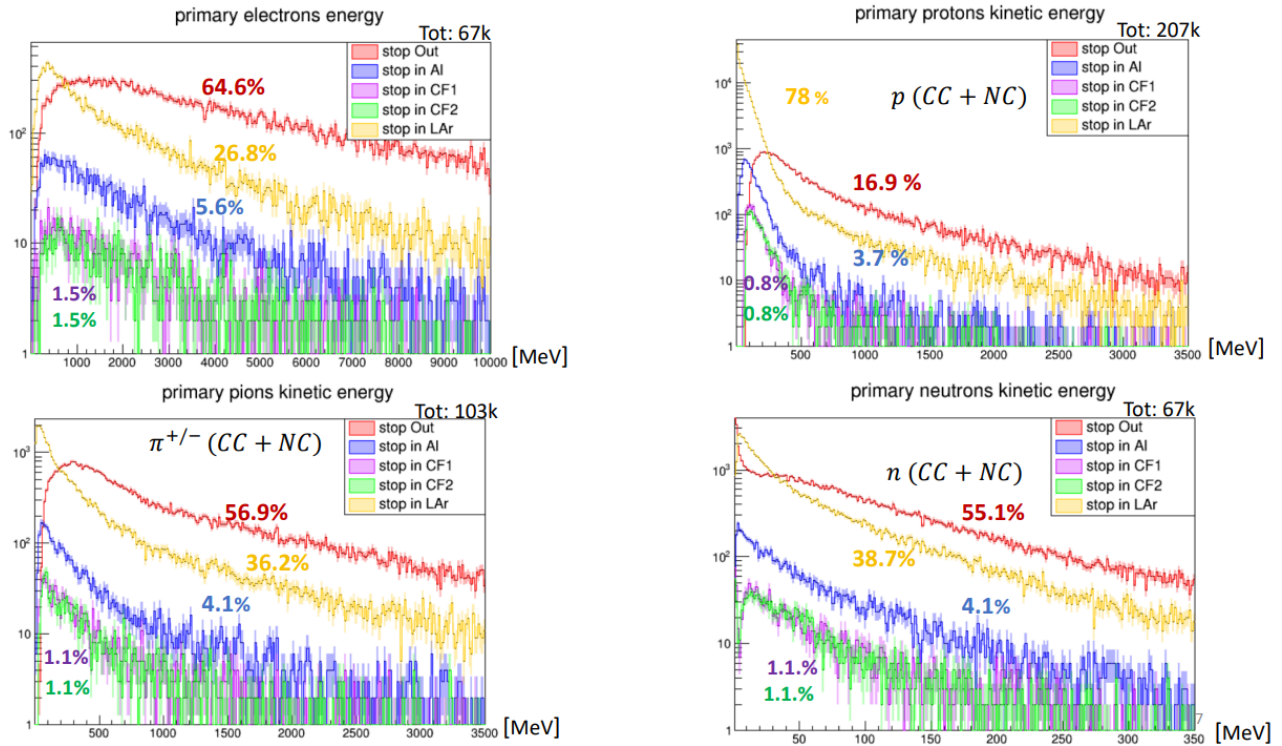 primary electrons energy
Tot: 67k
stop Out
stop in Al
stop in CF1
stop in CF2
stop in LAr
64.6%
26.8%
5.6%
1.5%
1.5%
10²
10
1
1000 2000 3000 4000 5000 6000 7000 8000 9000 10000
[MeV]
primary protons kinetic energy
Tot: 207k
stop Out
stop in Al
stop in CF1
stop in CF2
stop in LAr
78 %
p (CC + NC)
16.9 %
3.7 %
0.8%
0.8%
10⁴
10³
10²
10
1
500 1000 1500 2000 2500 3000 3500
[MeV]
primary pions kinetic energy
Tot: 103k
stop Out
stop in Al
stop in CF1
stop in CF2
stop in LAr
π⁺/⁻ (CC + NC)
56.9%
36.2%
4.1%
1.1%
1.1%
10³
10²
10
1
500 1000 1500 2000 2500 3000 3500
[MeV]
primary neutrons kinetic energy
Tot: 67k
stop Out
stop in Al
stop in CF1
stop in CF2
stop in LAr
n (CC + NC)
55.1%
38.7%
4.1%
1.1.%
1.1.%
10³
10²
10
1
50 100 150 200 250 300 350
[MeV]
7